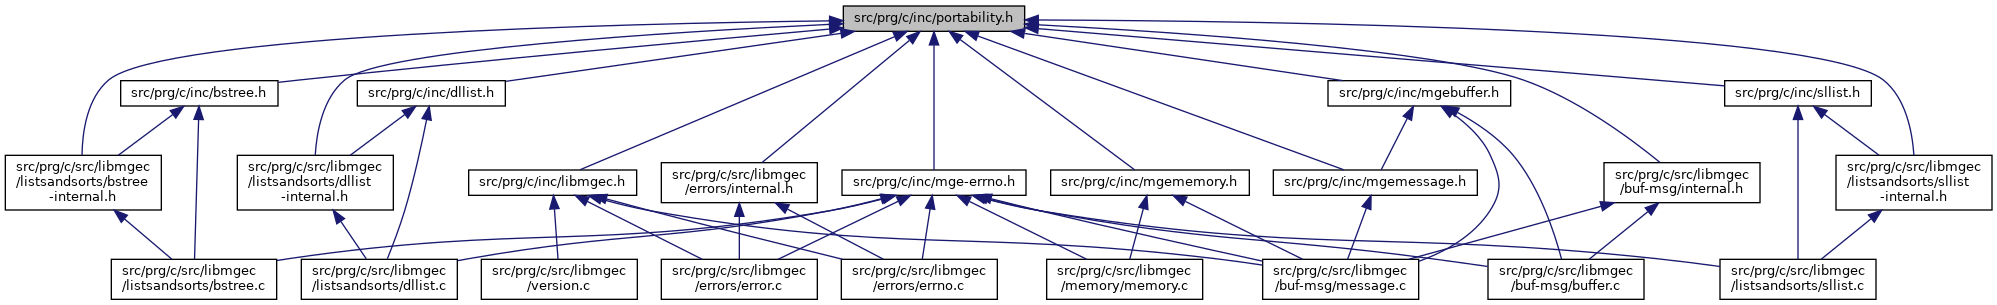 src/prg/c/inc/portability.h
src/prg/c/inc/bstree.h
src/prg/c/inc/dllist.h
src/prg/c/inc/mgebuffer.h
src/prg/c/inc/sllist.h
src/prg/c/src/libmgec
/listsandsorts/bstree
-internal.h
src/prg/c/src/libmgec
/listsandsorts/dllist
-internal.h
src/prg/c/inc/libmgec.h
src/prg/c/src/libmgec
/errors/internal.h
src/prg/c/inc/mge-errno.h
src/prg/c/inc/mgememory.h
src/prg/c/inc/mgemessage.h
src/prg/c/src/libmgec
/buf-msg/internal.h
src/prg/c/src/libmgec
/listsandsorts/sllist
-internal.h
src/prg/c/src/libmgec
/listsandsorts/bstree.c
src/prg/c/src/libmgec
/listsandsorts/dllist.c
src/prg/c/src/libmgec
/version.c
src/prg/c/src/libmgec
/errors/error.c
src/prg/c/src/libmgec
/errors/errno.c
src/prg/c/src/libmgec
/memory/memory.c
src/prg/c/src/libmgec
/buf-msg/message.c
src/prg/c/src/libmgec
/buf-msg/buffer.c
src/prg/c/src/libmgec
/listsandsorts/sllist.c